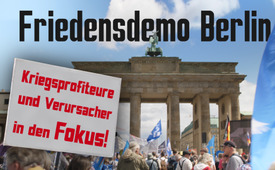 Friedensdemo Berlin
Kriegsprofiteure
und Verursacher
in den Fokus!